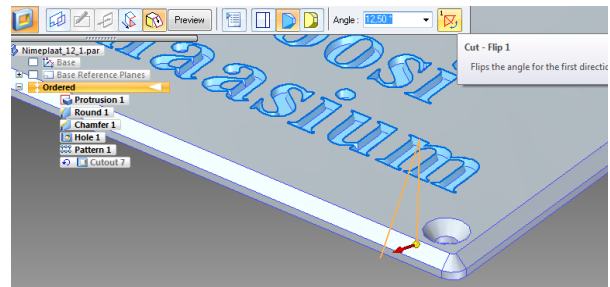 Preview
Angle: 12.50 °
Cut - Flip 1
Flips the angle for the first directio
Nimeplaat_12_1.par
Base
Base Reference Planes
Ordered
Protrusion 1
Round 1
Chamfer 1
Hole 1
Pattern 1
Cutout 7
osi
aasium